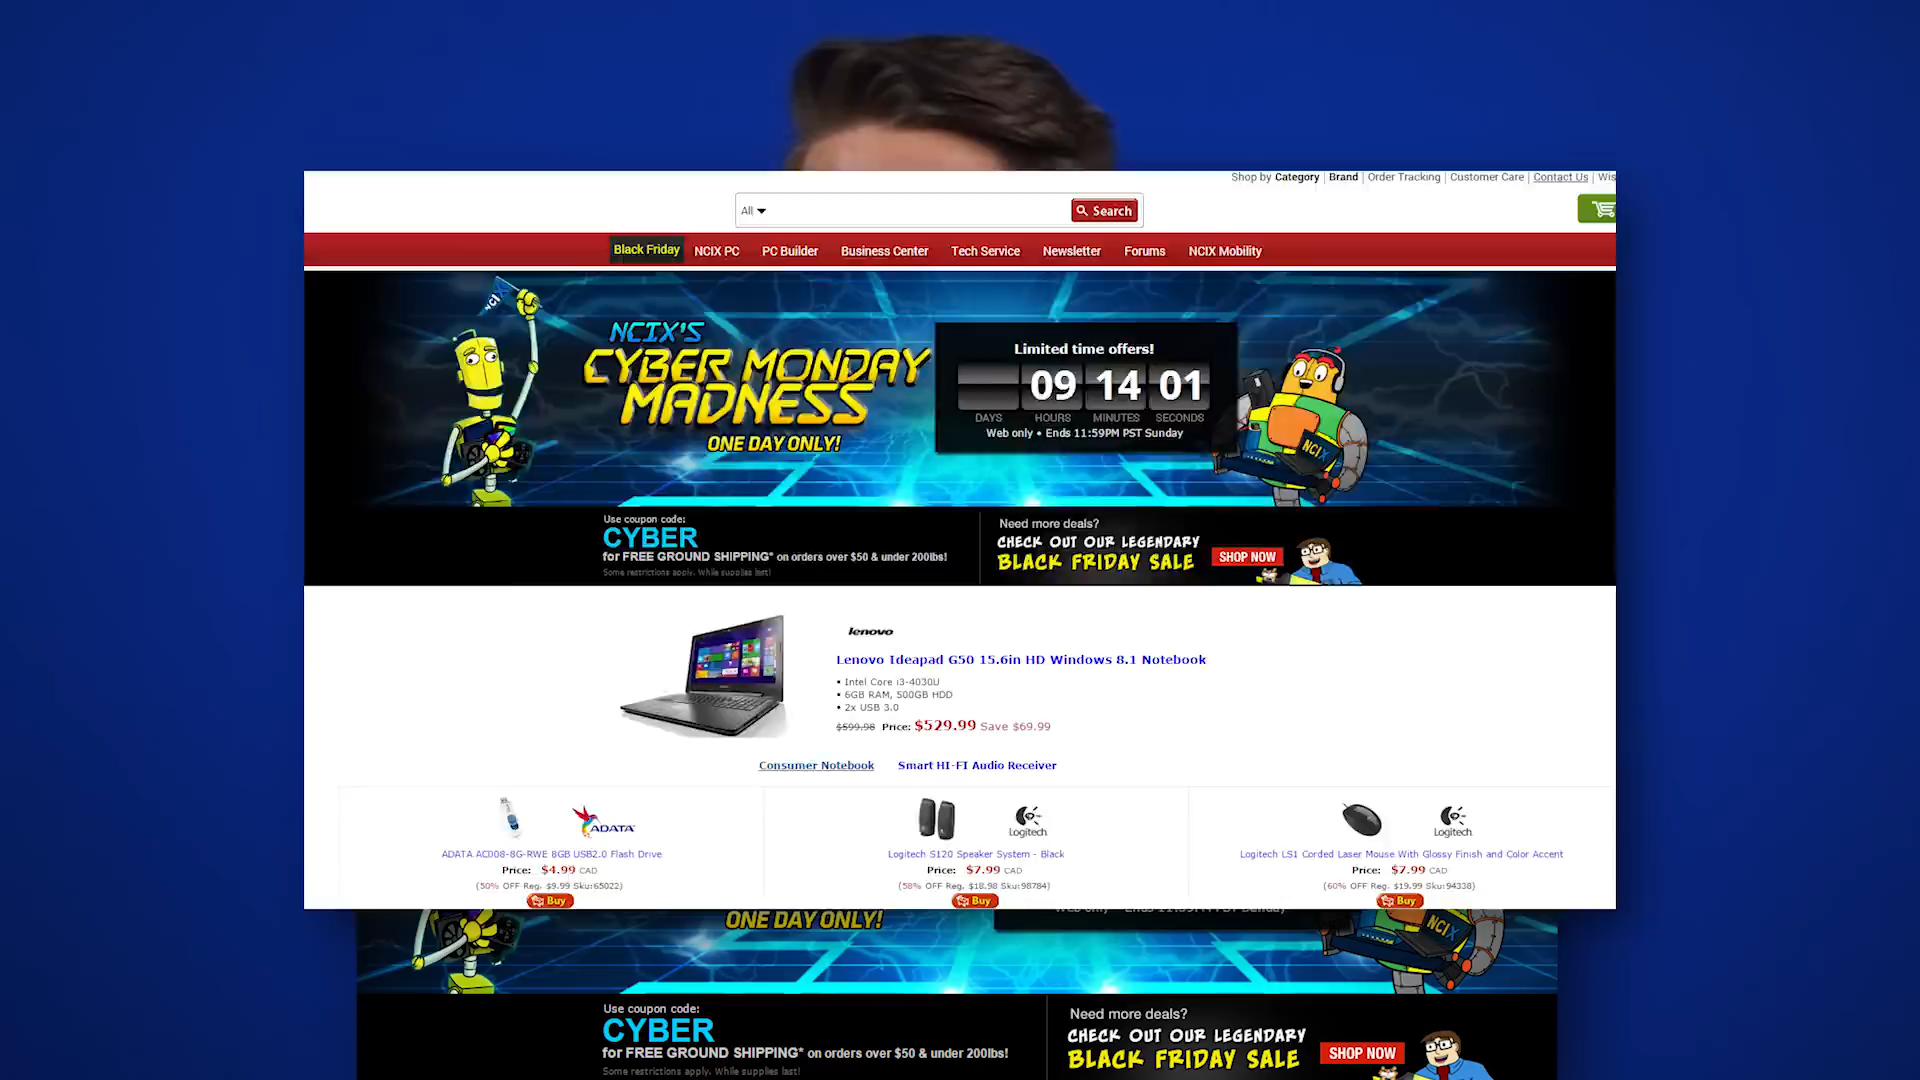 Shop by Category | Brand | Order Tracking | Customer Care | Contact Us | Wis
All
Search
Black Friday NCIX PC PC Builder Business Center Tech Service Newsletter Forums NCIX Mobility
NCIX
NCIX'S
CYBER MONDAY
MADNESS
ONE DAY ONLY!
Limited time offers!
09 14 01
DAYS HOURS MINUTES SECONDS
Web only • Ends 11:59PM PST Sunday
NCIX
Use coupon code:
CYBER
for FREE GROUND SHIPPING* on orders over $50 & under 200lbs!
Some restrictions apply. While supplies last!
Need more deals?
CHECK OUT OUR LEGENDARY
BLACK FRIDAY SALE
SHOP NOW
lenovo
Lenovo Ideapad G50 15.6in HD Windows 8.1 Notebook
• Intel Core i3-4030U
• 6GB RAM, 500GB HDD
• 2x USB 3.0
$599.98 Price: $529.99 Save $69.99
Consumer Notebook Smart HI-FI Audio Receiver
ADATA
ADATA AC008-8G-RWE 8GB USB2.0 Flash Drive
Price: $4.99 CAD
(50% OFF Reg. $9.99 Sku:65022)
Buy
Logitech
Logitech S120 Speaker System - Black
Price: $7.99 CAD
(58% OFF Reg. $18.98 Sku:98784)
Buy
Logitech
Logitech LS1 Corded Laser Mouse With Glossy Finish and Color Accent
Price: $7.99 CAD
(60% OFF Reg. $19.99 Sku:94338)
Buy
ONE DAY ONLY!
NCIX
Use coupon code:
CYBER
for FREE GROUND SHIPPING* on orders over $50 & under 200lbs!
Some restrictions apply. While supplies last!
Need more deals?
CHECK OUT OUR LEGENDARY
BLACK FRIDAY SALE
SHOP NOW